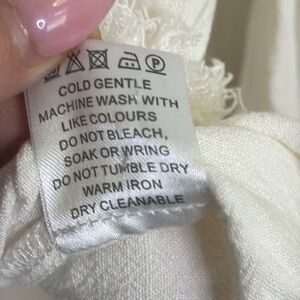 P
COLD GENTLE
MACHINE WASH WITH
LIKE COLOURS
DO NOT BLEACH,
SOAK OR WRING
DO NOT TUMBLE DRY
WARM IRON
DRY CLEANABLE